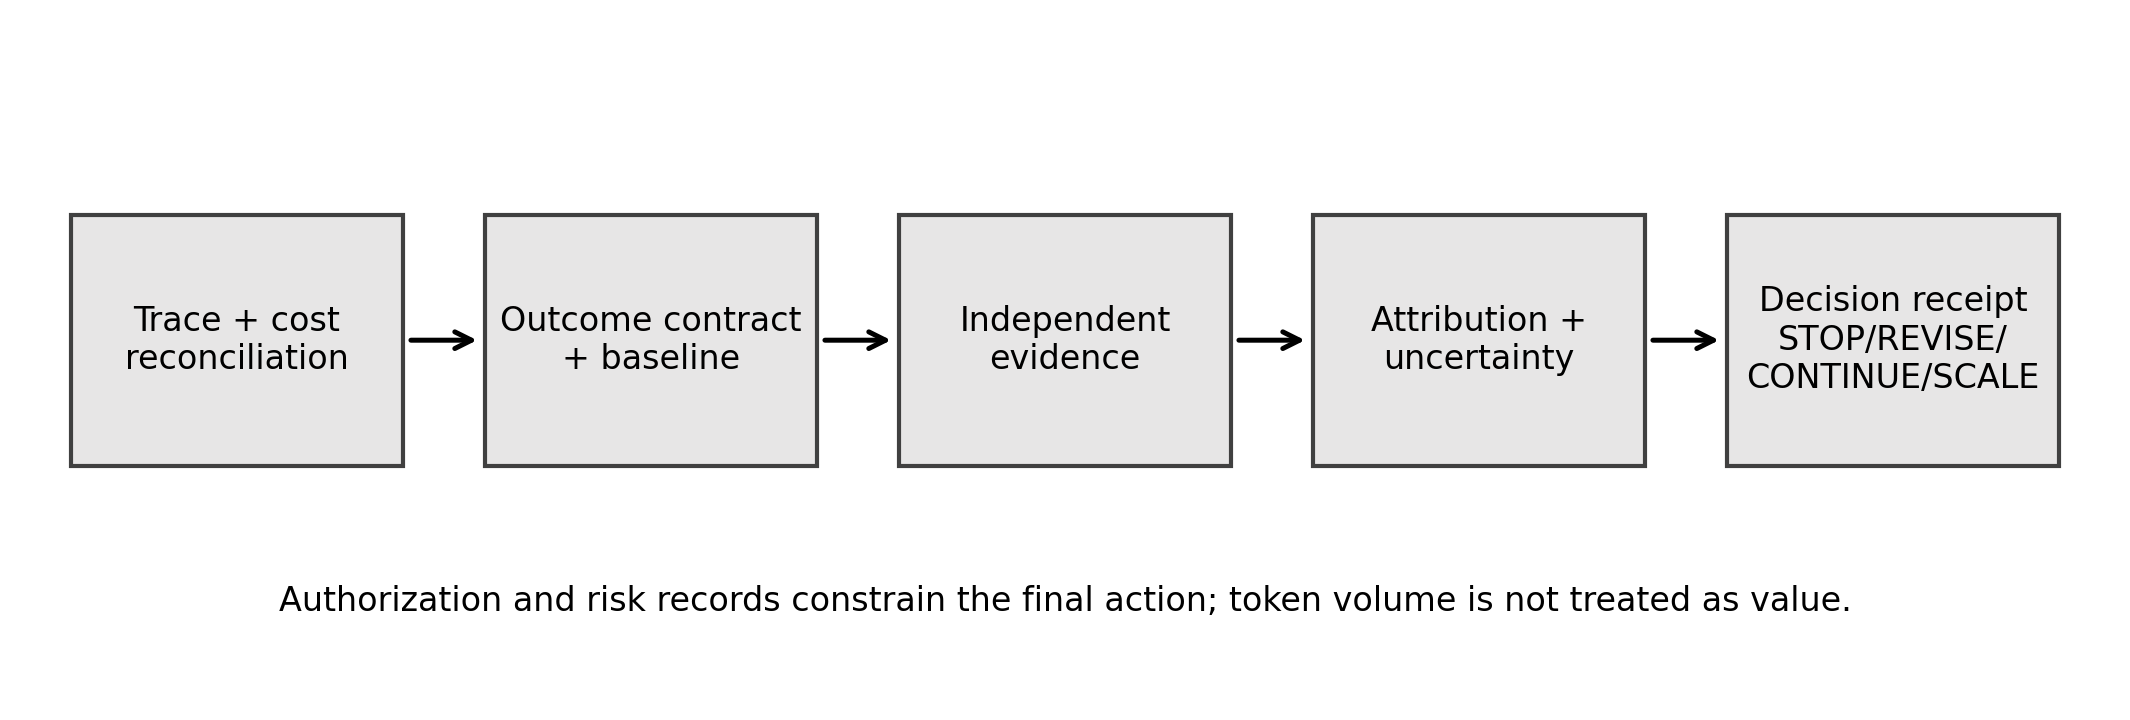 Trace + cost
reconciliation
Outcome contract
+ baseline
Independent
evidence
Attribution +
uncertainty
Decision receipt
STOP/REVISE/
CONTINUE/SCALE
Authorization and risk records constrain the final action; token volume is not treated as value.